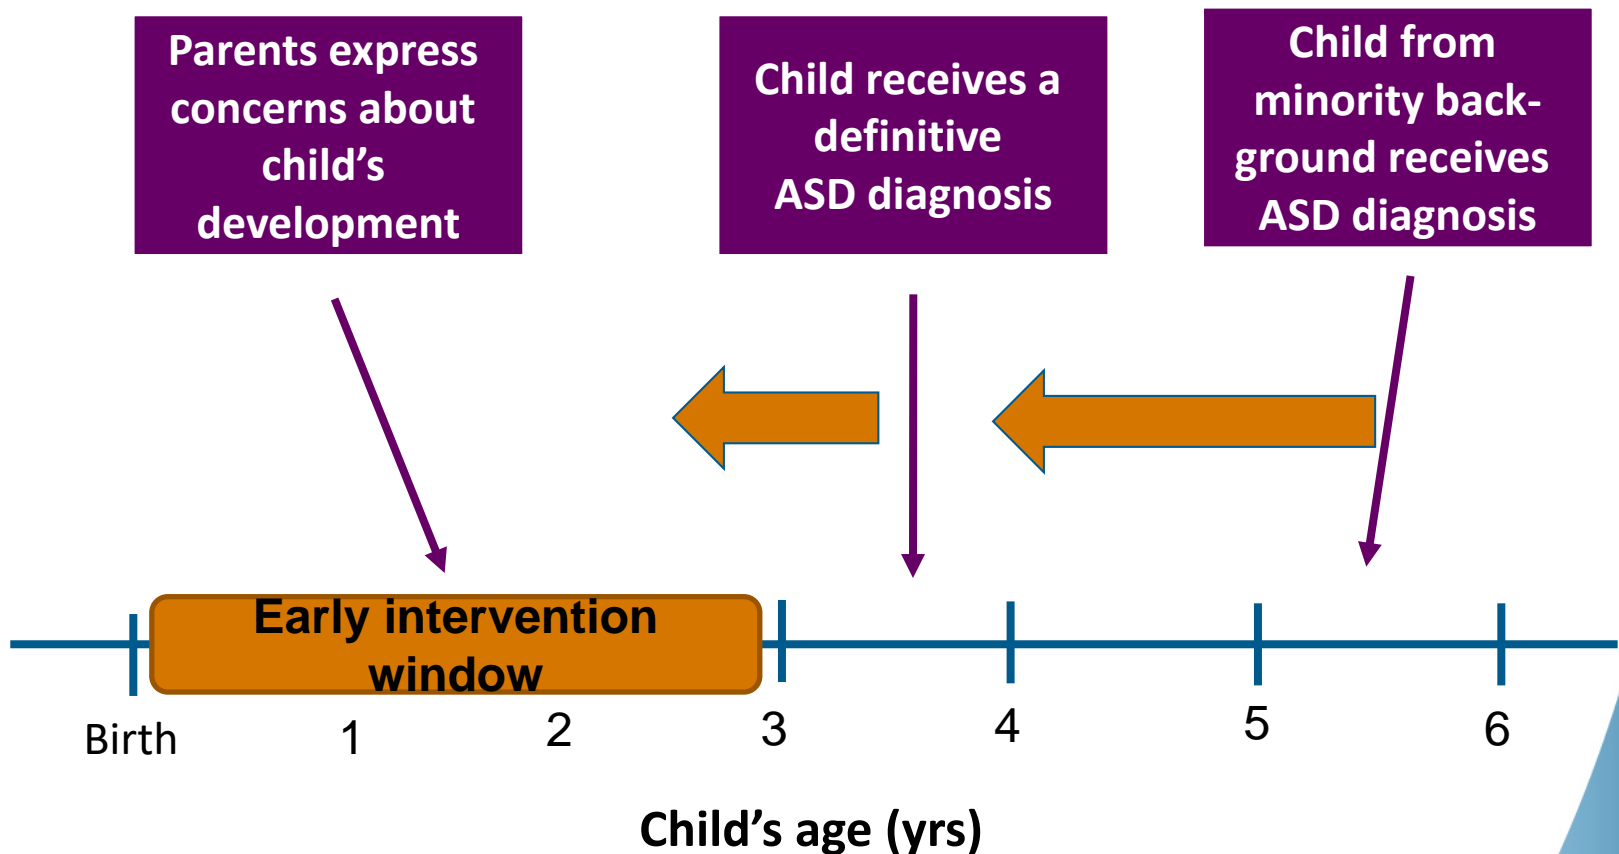 Parents express
concerns about
child’s
development
Child receives a
definitive
ASD diagnosis
Child from
minority back-
ground receives
ASD diagnosis
Early intervention
window
Birth 1 2 3 4 5 6
Child’s age (yrs)